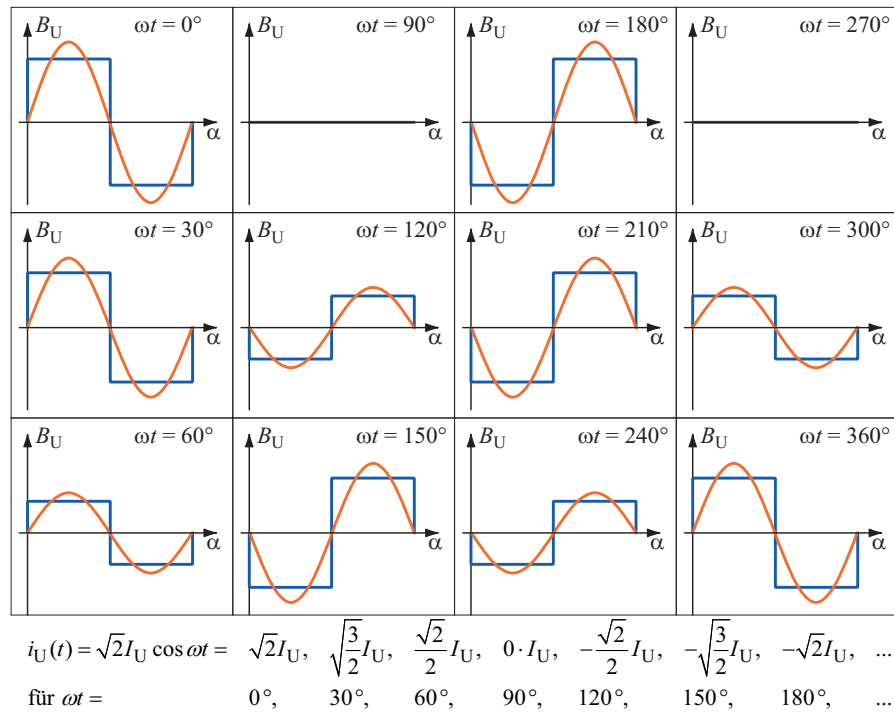 B_U ωt = 0° α B_U ωt = 90° α B_U ωt = 180° α B_U ωt = 270° α
B_U ωt = 30° α B_U ωt = 120° α B_U ωt = 210° α B_U ωt = 300° α
B_U ωt = 60° α B_U ωt = 150° α B_U ωt = 240° α B_U ωt = 360° α
i_U(t) = √2 I_U cos ωt = √2 I_U, √(3/2) I_U, √2/2 I_U, 0 · I_U, −√2/2 I_U, −√(3/2) I_U, −√2 I_U, ...
für ωt = 0°, 30°, 60°, 90°, 120°, 150°, 180°, ...